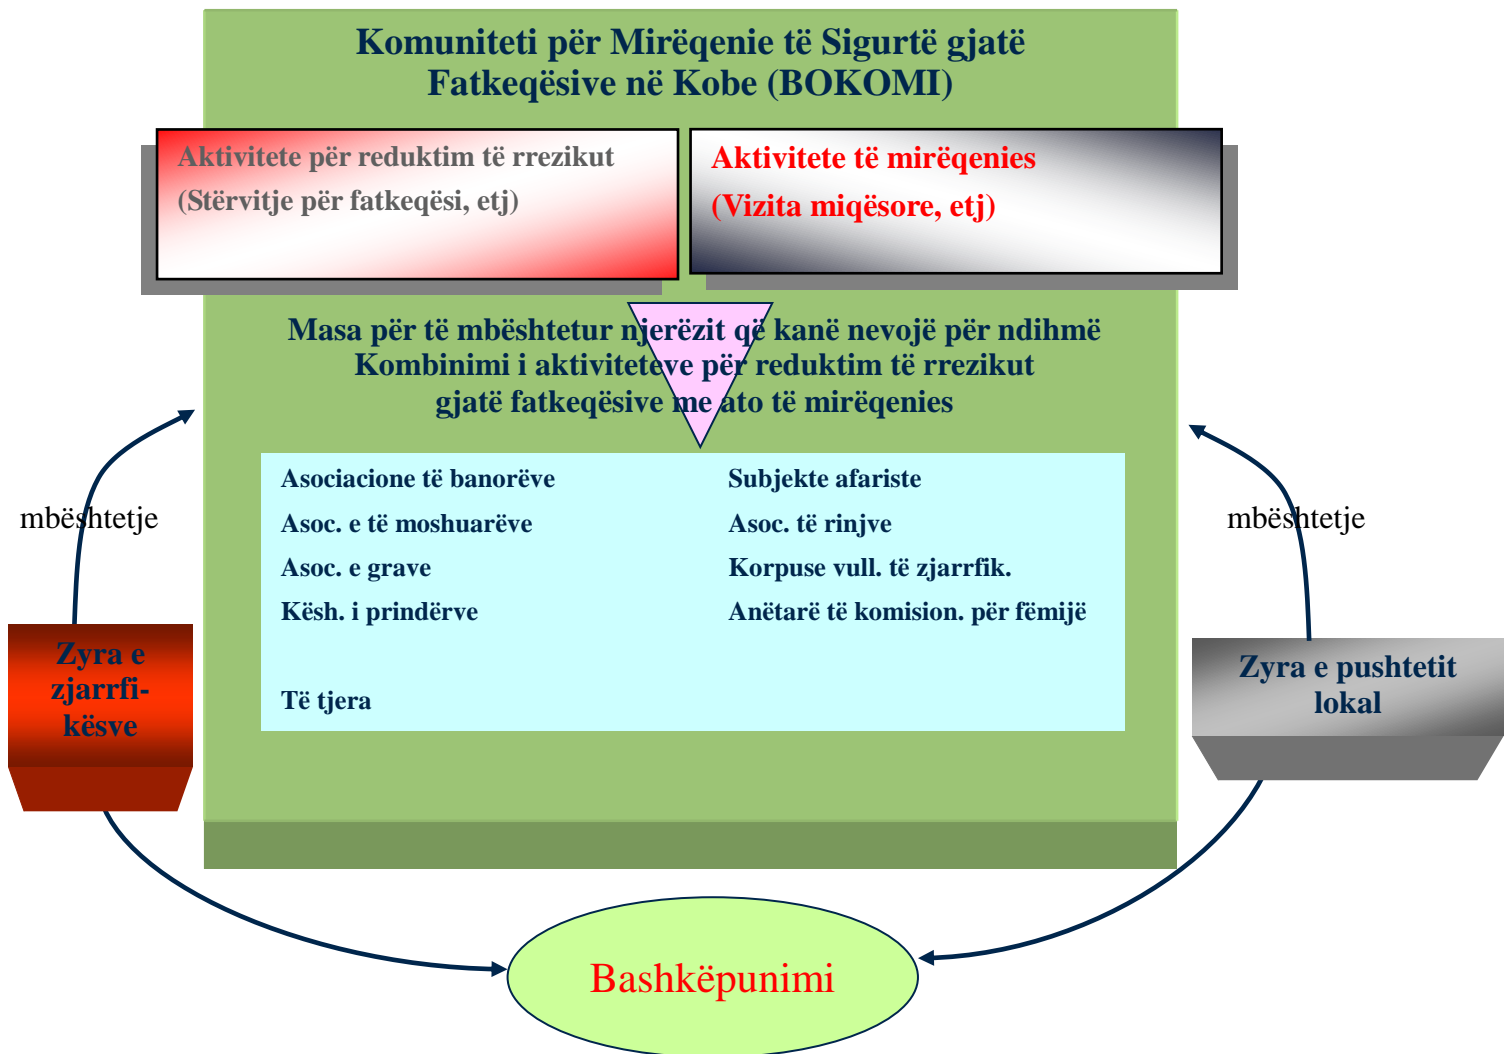 Komuniteti për Mirëqenie të Sigurtë gjatë
Fatkeqësive në Kobe (BOKOMI)
Aktivitete për reduktim të rrezikut
(Stërvitje për fatkeqësi, etj)
Aktivitete të mirëqenies
(Vizita miqësore, etj)
Masa për të mbështetur njerëzit që kanë nevojë për ndihmë
Kombinimi i aktiviteteve për reduktim të rrezikut
gjatë fatkeqësive me ato të mirëqenies
Asociacione të banorëve
Asoc. e të moshuarëve
Asoc. e grave
Kësh. i prindërve
Të tjera
Subjekte afariste
Asoc. të rinjve
Korpuse vull. të zjarrfik.
Anëtarë të komision. për fëmijë
mbështetje
mbështetje
Zyra e
zjarrfi-
kësve
Zyra e pushtetit
lokal
Bashkëpunimi